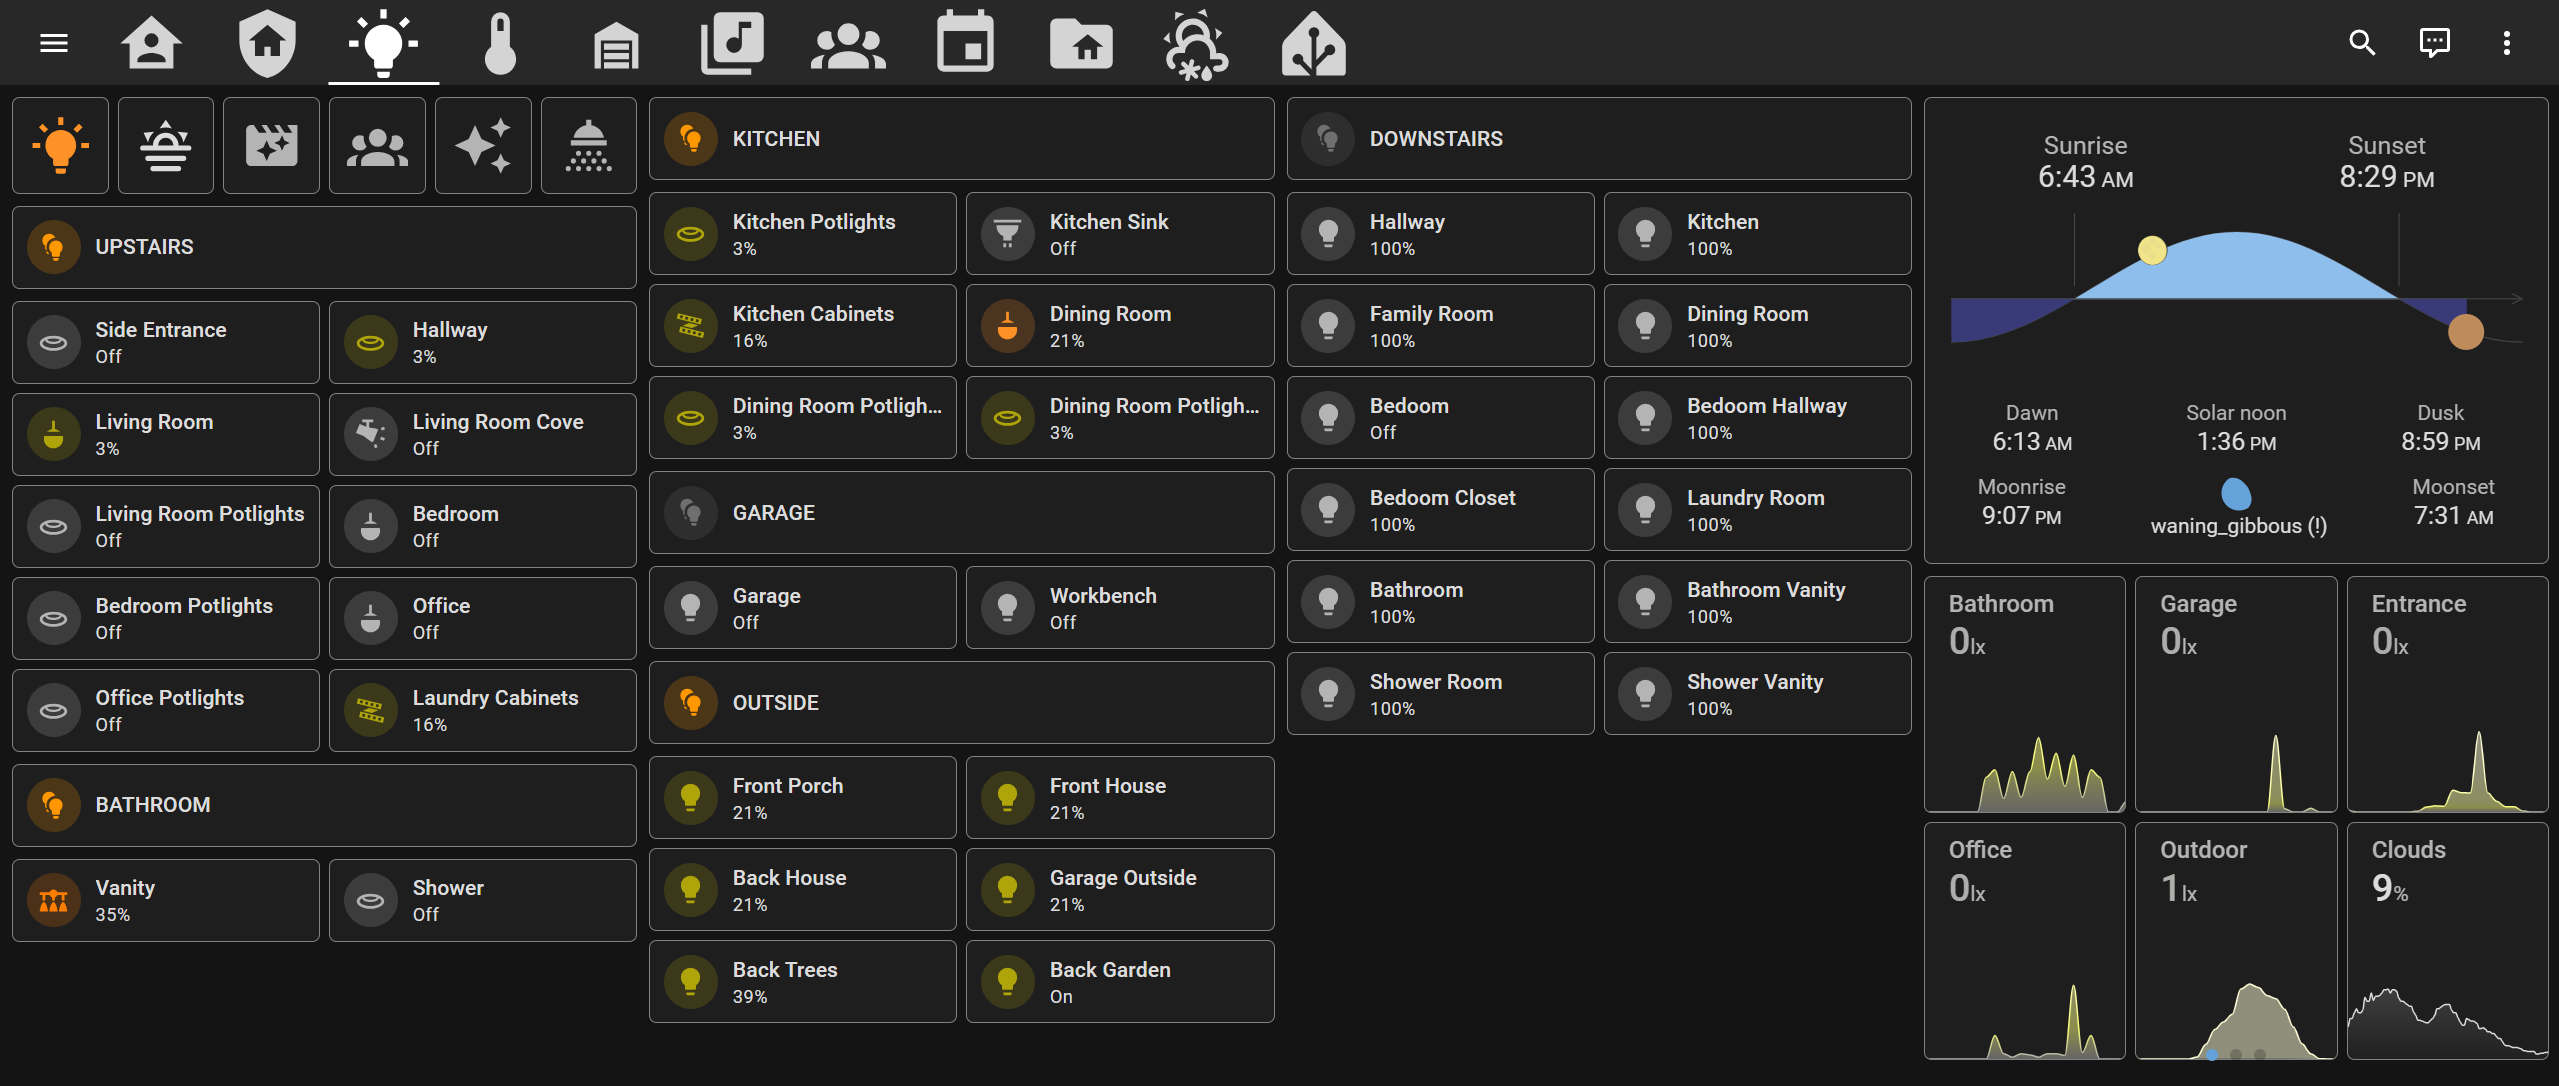 UPSTAIRS
Side Entrance
Off
Hallway
3%
Living Room
3%
Living Room Cove
Off
Living Room Potlights
Off
Bedroom
Off
Bedroom Potlights
Off
Office
Off
Office Potlights
Off
Laundry Cabinets
16%
BATHROOM
Vanity
35%
Shower
Off
KITCHEN
Kitchen Potlights
3%
Kitchen Sink
Off
Kitchen Cabinets
16%
Dining Room
21%
Dining Room Potligh...
3%
Dining Room Potligh...
3%
GARAGE
Garage
Off
Workbench
Off
OUTSIDE
Front Porch
21%
Front House
21%
Back House
21%
Garage Outside
21%
Back Trees
39%
Back Garden
On
DOWNSTAIRS
Hallway
100%
Kitchen
100%
Family Room
100%
Dining Room
100%
Bedoom
Off
Bedoom Hallway
100%
Bedoom Closet
100%
Laundry Room
100%
Bathroom
100%
Bathroom Vanity
100%
Shower Room
100%
Shower Vanity
100%
Sunrise
6:43 AM
Sunset
8:29 PM
Dawn
6:13 AM
Solar noon
1:36 PM
Dusk
8:59 PM
Moonrise
9:07 PM
waning_gibbous (!)
Moonset
7:31 AM
Bathroom
0lx
Garage
0lx
Entrance
0lx
Office
0lx
Outdoor
1lx
Clouds
9%